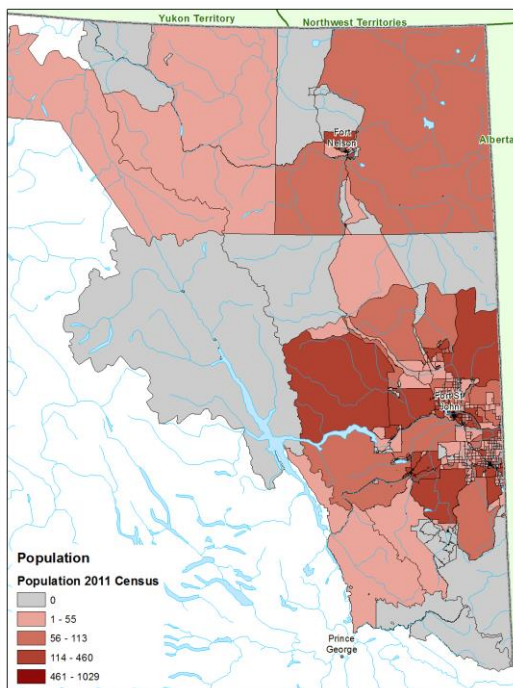 Yukon Territory
Northwest Territories
Alberta
Fort
Nelson
Fort St
John
Prince
George
Population
Population 2011 Census
0
1 - 55
56 - 113
114 - 460
461 - 1029